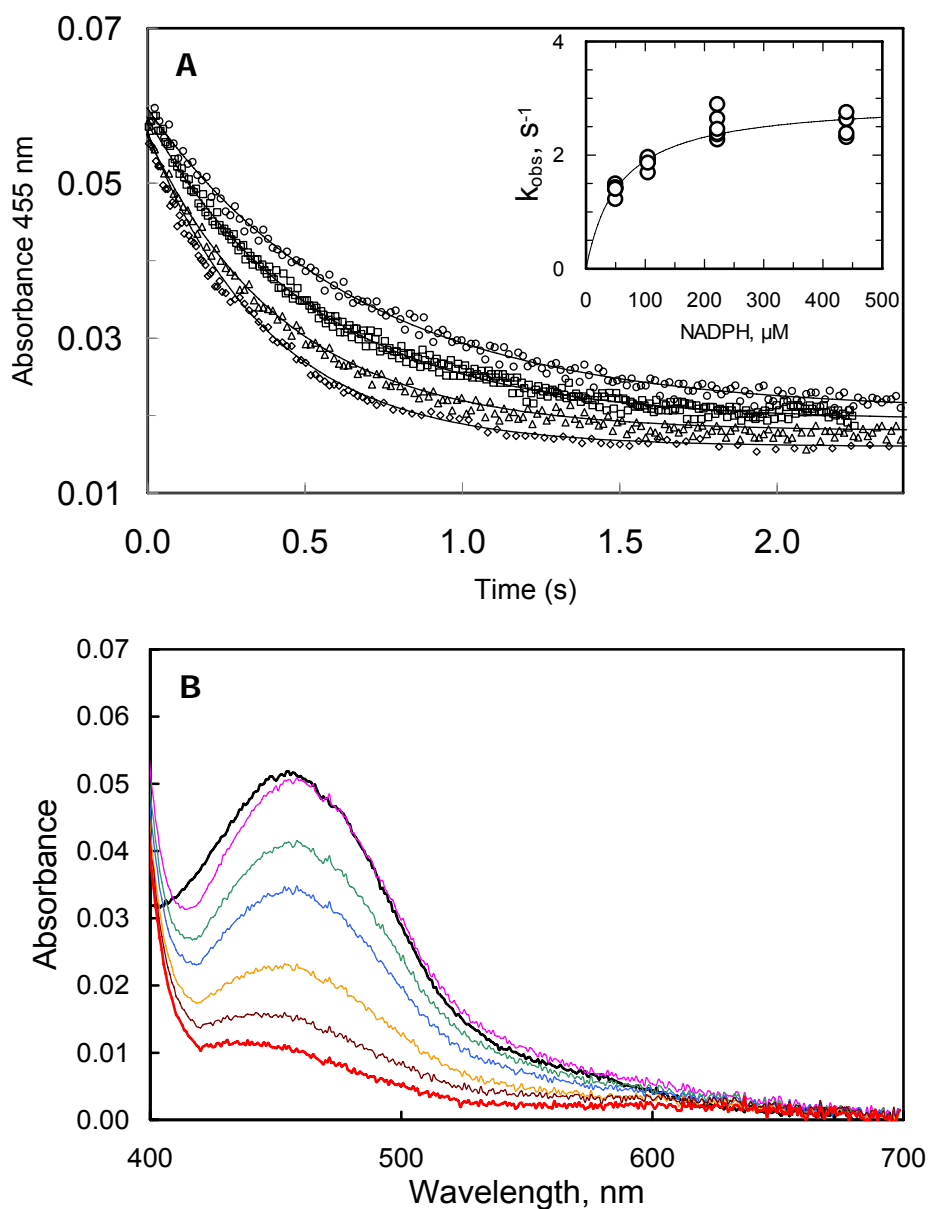 0.07
0.05
0.03
0.01
Absorbance 455 nm
A
4
2
0
k_obs, s⁻¹
0 100 200 300 400 500
NADPH, µM
0.0 0.5 1.0 1.5 2.0
Time (s)
0.07
0.06
0.05
0.04
0.03
0.02
0.01
0.00
Absorbance
B
400 500 600 700
Wavelength, nm